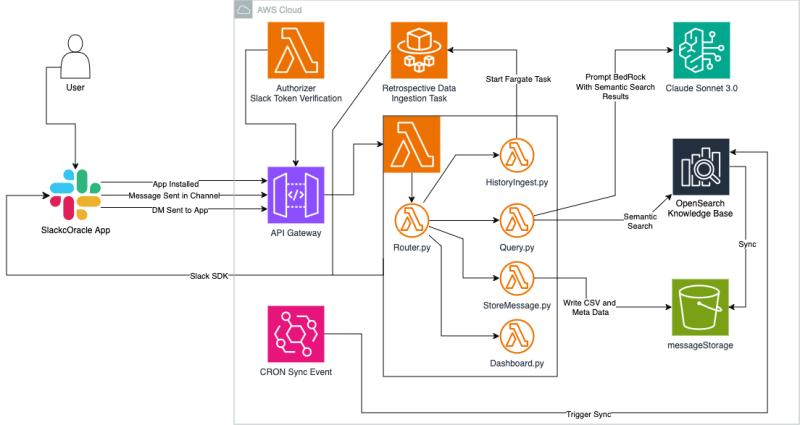 AWS Cloud
User
Authorizer
Slack Token Verification
Retrospective Data
Ingestion Task
Start Fargate Task
Prompt BedRock
With Semantic Search
Results
Claude Sonnet 3.0
App Installed
Message Sent in Channel
DM Sent to App
SlakcOracle App
API Gateway
HistoryIngest.py
Router.py
Query.py
Semantic
Search
OpenSearch
Knowledge Base
Sync
Slack SDK
StoreMessage.py
Write CSV and
Meta Data
messageStorage
CRON Sync Event
Dashboard.py
Trigger Sync